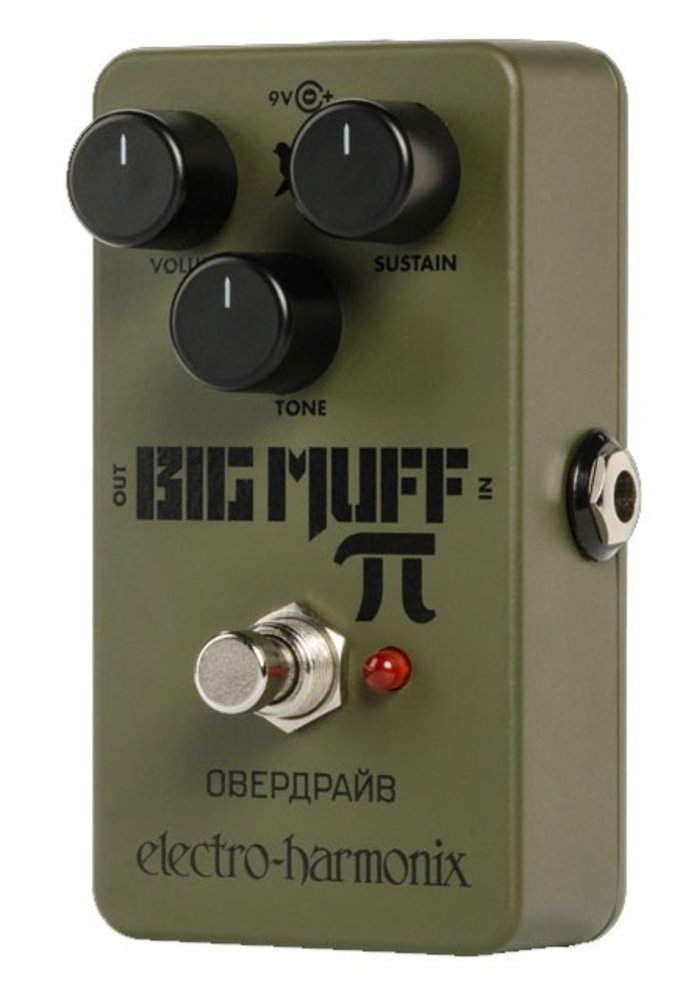 9V +
SUSTAIN
TONE
OUT
BIG MUFF
IN
π
ОВЕРДРАЙВ
electro-harmonix